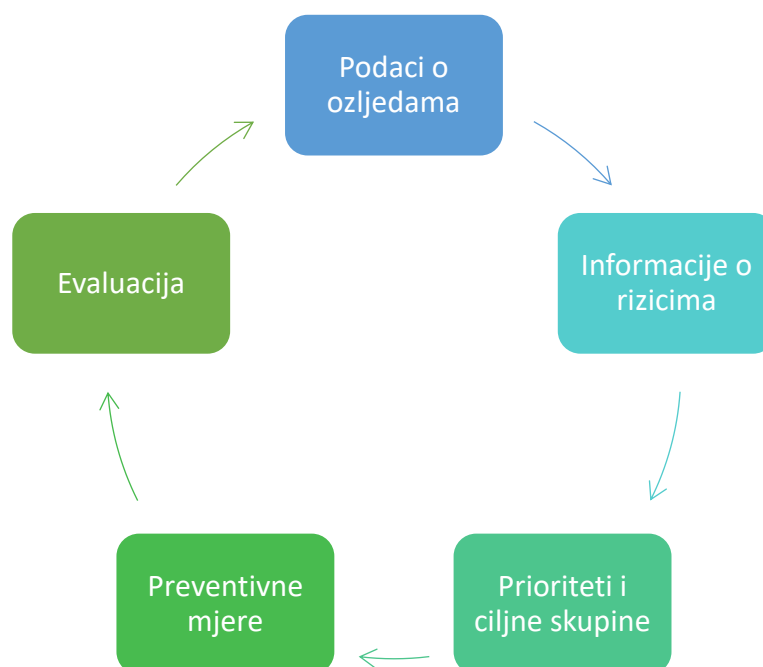 Podaci o
ozljedama
Informacije o
rizicima
Prioriteti i
ciljne skupine
Preventivne
mjere
Evaluacija